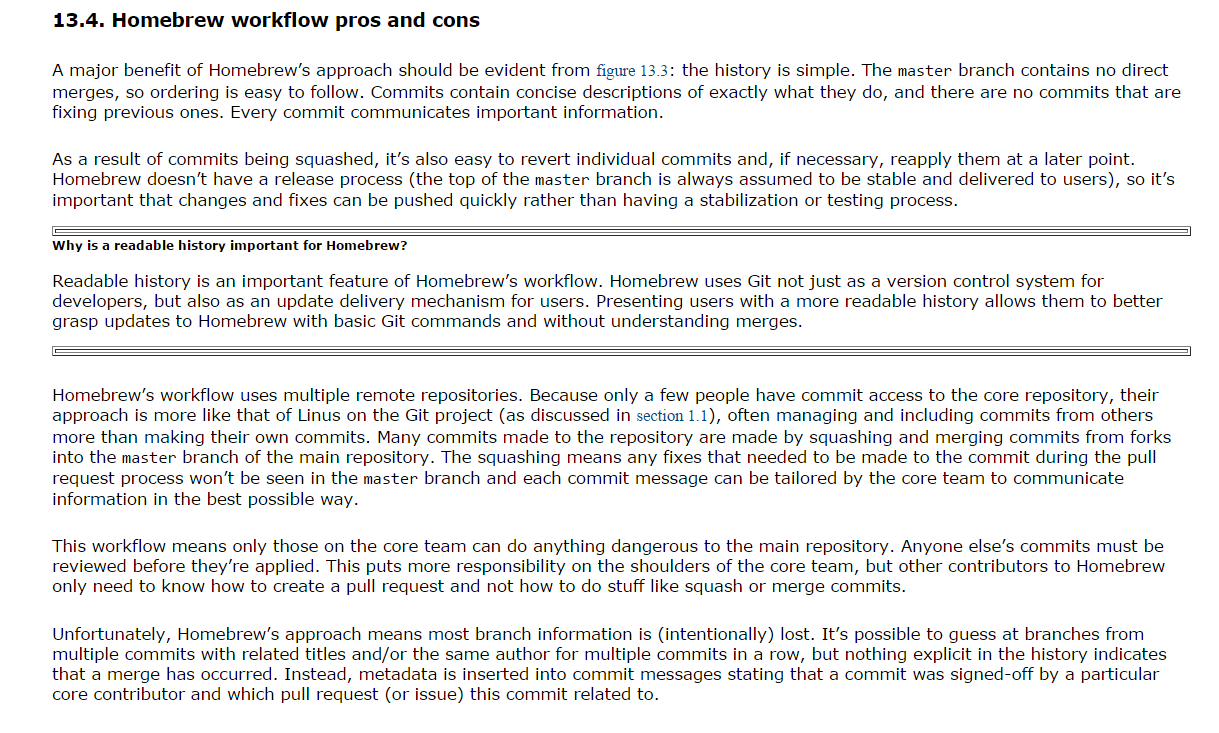 13.4. Homebrew workflow pros and cons
A major benefit of Homebrew’s approach should be evident from figure 13.3: the history is simple. The master branch contains no direct
merges, so ordering is easy to follow. Commits contain concise descriptions of exactly what they do, and there are no commits that are
fixing previous ones. Every commit communicates important information.
As a result of commits being squashed, it’s also easy to revert individual commits and, if necessary, reapply them at a later point.
Homebrew doesn’t have a release process (the top of the master branch is always assumed to be stable and delivered to users), so it’s
important that changes and fixes can be pushed quickly rather than having a stabilization or testing process.
Why is a readable history important for Homebrew?
Readable history is an important feature of Homebrew’s workflow. Homebrew uses Git not just as a version control system for
developers, but also as an update delivery mechanism for users. Presenting users with a more readable history allows them to better
grasp updates to Homebrew with basic Git commands and without understanding merges.
Homebrew’s workflow uses multiple remote repositories. Because only a few people have commit access to the core repository, their
approach is more like that of Linus on the Git project (as discussed in section 1.1), often managing and including commits from others
more than making their own commits. Many commits made to the repository are made by squashing and merging commits from forks
into the master branch of the main repository. The squashing means any fixes that needed to be made to the commit during the pull
request process won’t be seen in the master branch and each commit message can be tailored by the core team to communicate
information in the best possible way.
This workflow means only those on the core team can do anything dangerous to the main repository. Anyone else’s commits must be
reviewed before they’re applied. This puts more responsibility on the shoulders of the core team, but other contributors to Homebrew
only need to know how to create a pull request and not how to do stuff like squash or merge commits.
Unfortunately, Homebrew’s approach means most branch information is (intentionally) lost. It’s possible to guess at branches from
multiple commits with related titles and/or the same author for multiple commits in a row, but nothing explicit in the history indicates
that a merge has occurred. Instead, metadata is inserted into commit messages stating that a commit was signed-off by a particular
core contributor and which pull request (or issue) this commit related to.